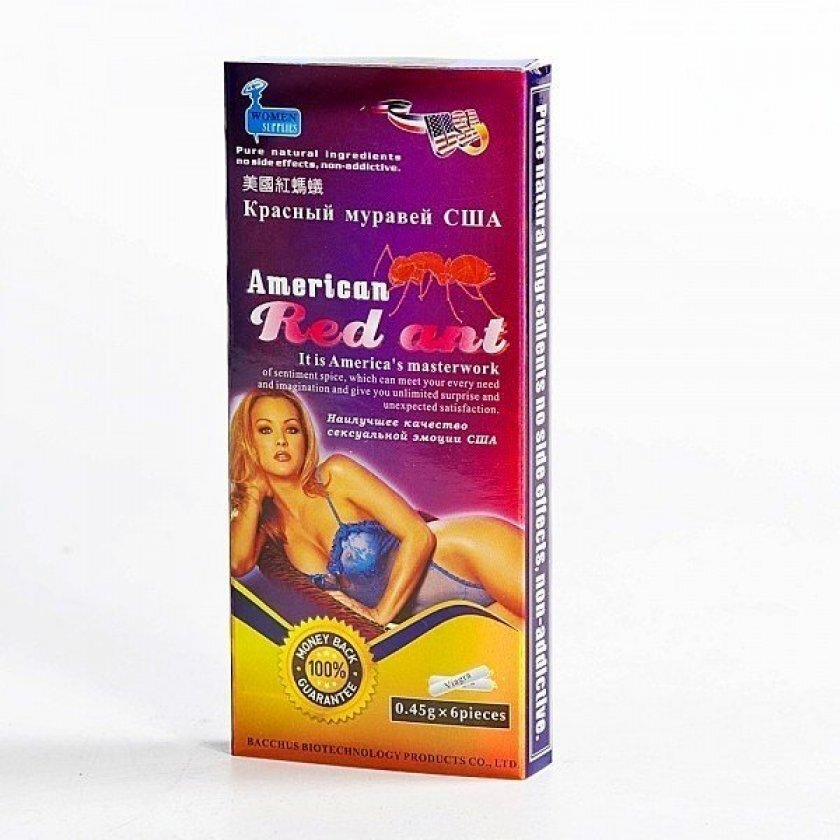 WOMEN
SUPPLIES
USA
Pure natural ingredients
no side effects, non-addictive.
美國紅螞蟻
Красный муравей США
American
Red ant
It is America's masterwork
of sentiment spice, which can meet your every need
and imagination and give you unlimited surprise and
unexpected satisfaction.
Наилучшее качество
сексуальной эмоции США
MONEY BACK
100%
GUARANTEE
Viagra
0.45g×6pieces
BACCHUS BIOTECHNOLOGY PRODUCTS CO., LTD.
Pure natural ingredients no side effects, non-addictive.